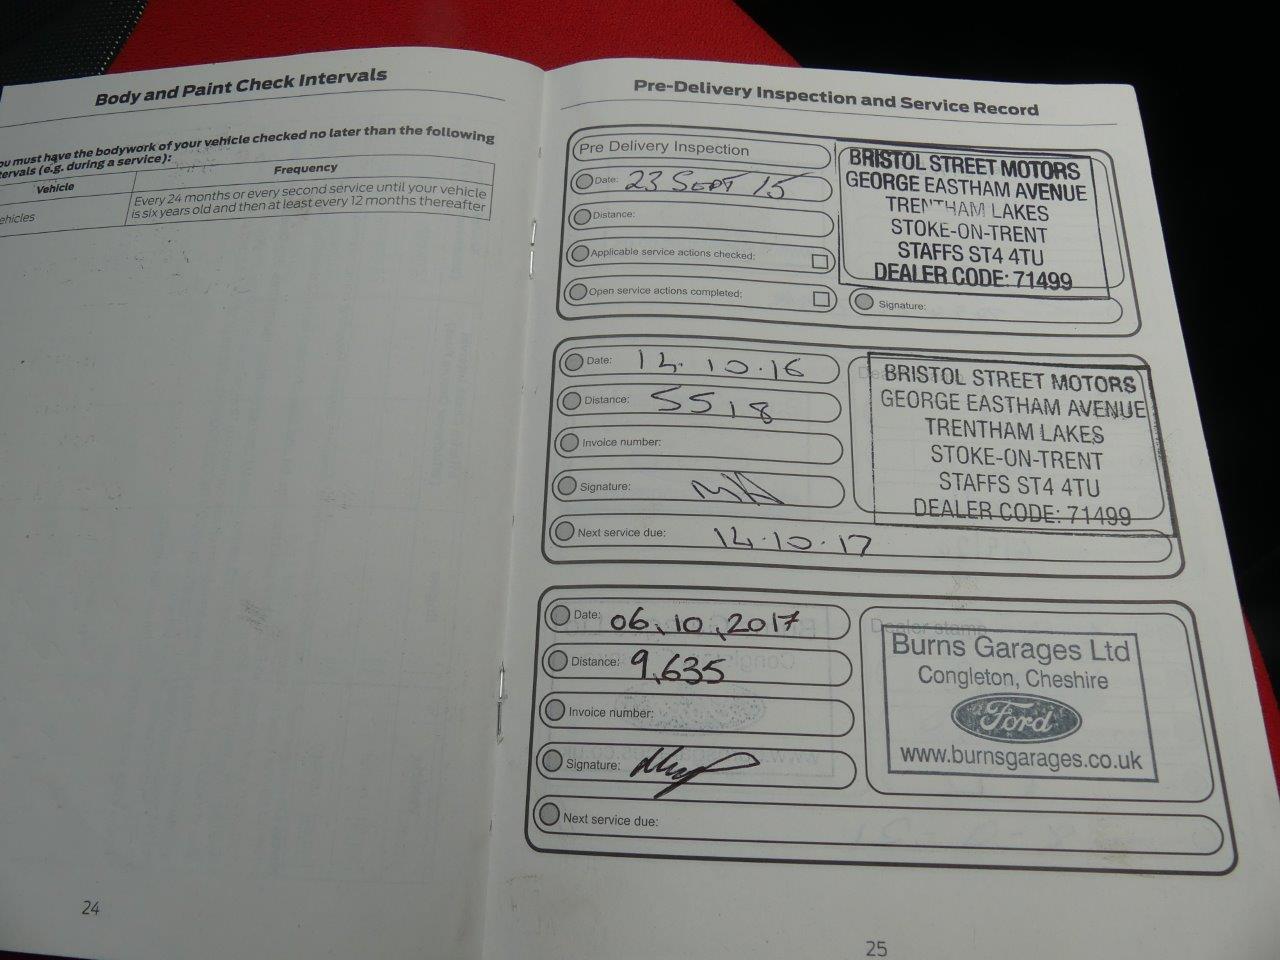 Body and Paint Check Intervals
ou must have the bodywork of your vehicle checked no later than the following
tervals (e.g. during a service):
Vehicle
Frequency
ehicles
Every 24 months or every second service until your vehicle
is six years old and then at least every 12 months thereafter
24
Pre-Delivery Inspection and Service Record
Pre Delivery Inspection
Date: 23 SEPT 15
Distance:
Applicable service actions checked:
Open service actions completed:
BRISTOL STREET MOTORS
GEORGE EASTHAM AVENUE
TRENTHAM LAKES
STOKE-ON-TRENT
STAFFS ST4 4TU
DEALER CODE: 71499
Signature:
Date: 14.10.16
Distance: 5518
Invoice number:
Signature:
Next service due: 14.10.17
BRISTOL STREET MOTORS
GEORGE EASTHAM AVENUE
TRENTHAM LAKES
STOKE-ON-TRENT
STAFFS ST4 4TU
DEALER CODE: 71499
Date: 06,10,2017
Distance: 9,635
Invoice number:
Signature:
Next service due:
Dealer stamp
Burns Garages Ltd
Congleton, Cheshire
Ford
www.burnsgarages.co.uk
25